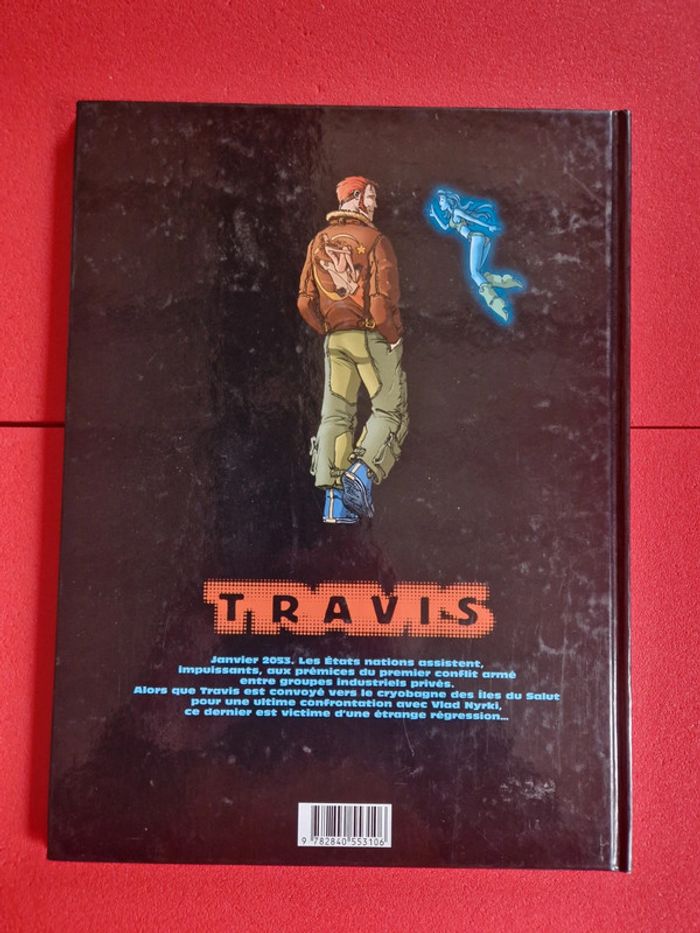 TRAVIS
Janvier 2053. Les États nations assistent,
impuissants, aux prémices du premier conflit armé
entre groupes industriels privés.
Alors que Travis est convoyé vers le cryobagne des Îles du Salut
pour une ultime confrontation avec Vlad Nyrki,
ce dernier est victime d'une étrange régression...
9 782840 553106